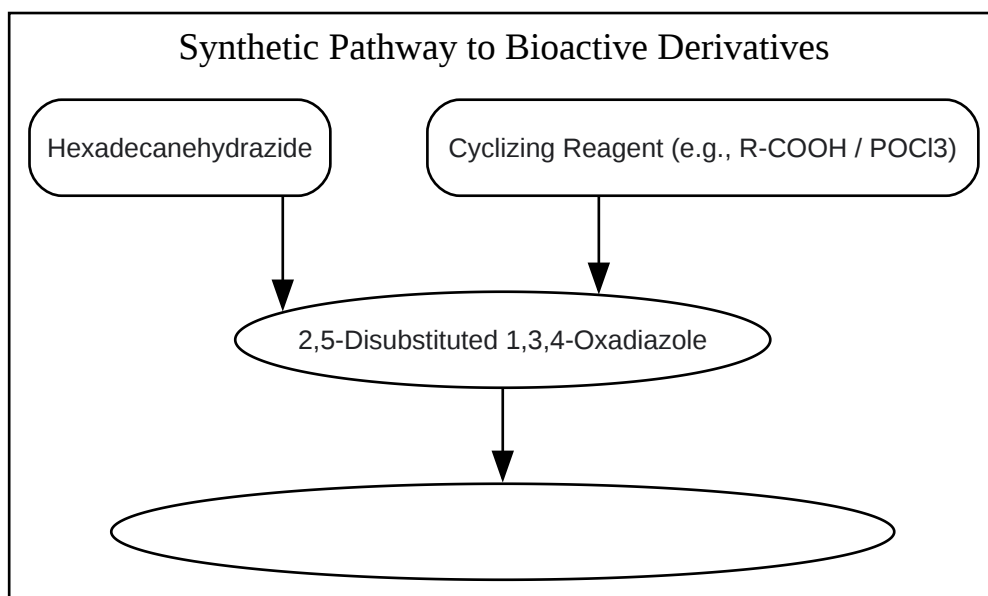 Synthetic Pathway to Bioactive Derivatives
Hexadecanehydrazide
Cyclizing Reagent (e.g., R-COOH / POCl3)
2,5-Disubstituted 1,3,4-Oxadiazole